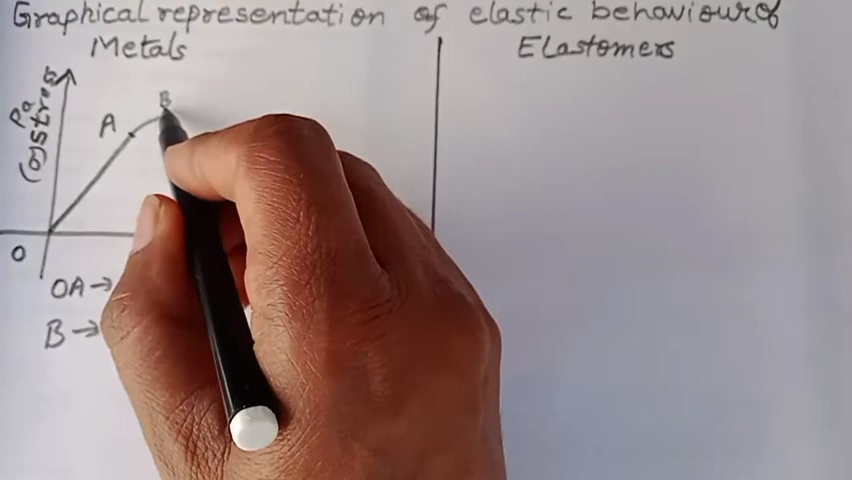 Graphical representation of elastic behaviour of
Metals
Elastomers
(σ) Stress
Pa
B
A
O
OA→
B→